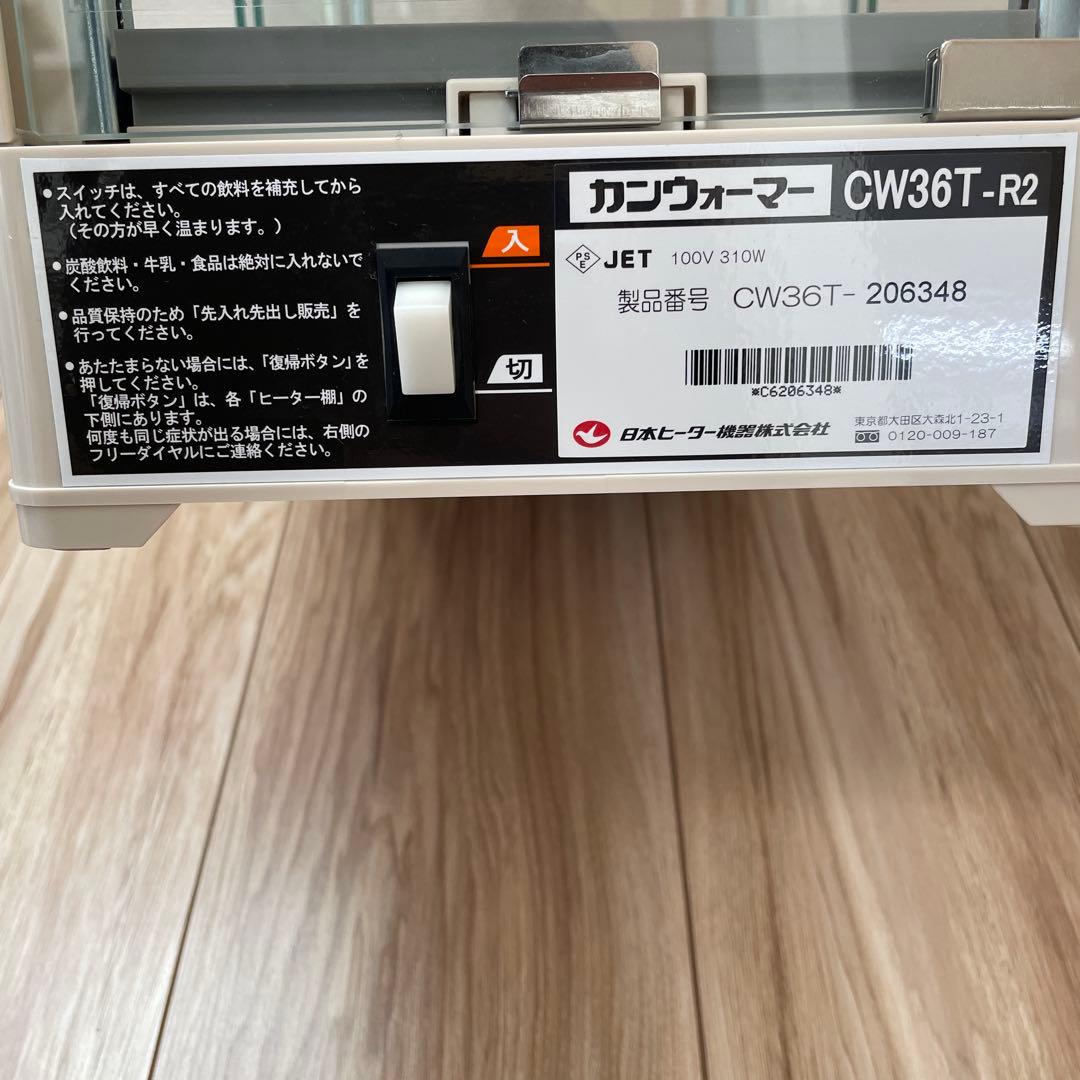 ●スイッチは、すべての飲料を補充してから
入れてください。
（その方が早く温まります。）
●炭酸飲料・牛乳・食品は絶対に入れないで
ください。
●品質保持のため「先入れ先出し販売」を
行ってください。
●あたたまらない場合には、「復帰ボタン」を
押してください。
「復帰ボタン」は、各「ヒーター棚」の
下側にあります。
何度も同じ症状が出る場合には、右側の
フリーダイヤルにご連絡ください。
入
切
カンウォーマー CW36T-R2
PS
E
JET 100V 310W
製品番号 CW36T- 206348
*C6206348*
日本ヒーター機器株式会社
東京都大田区大森北1-23-1
0120-009-187